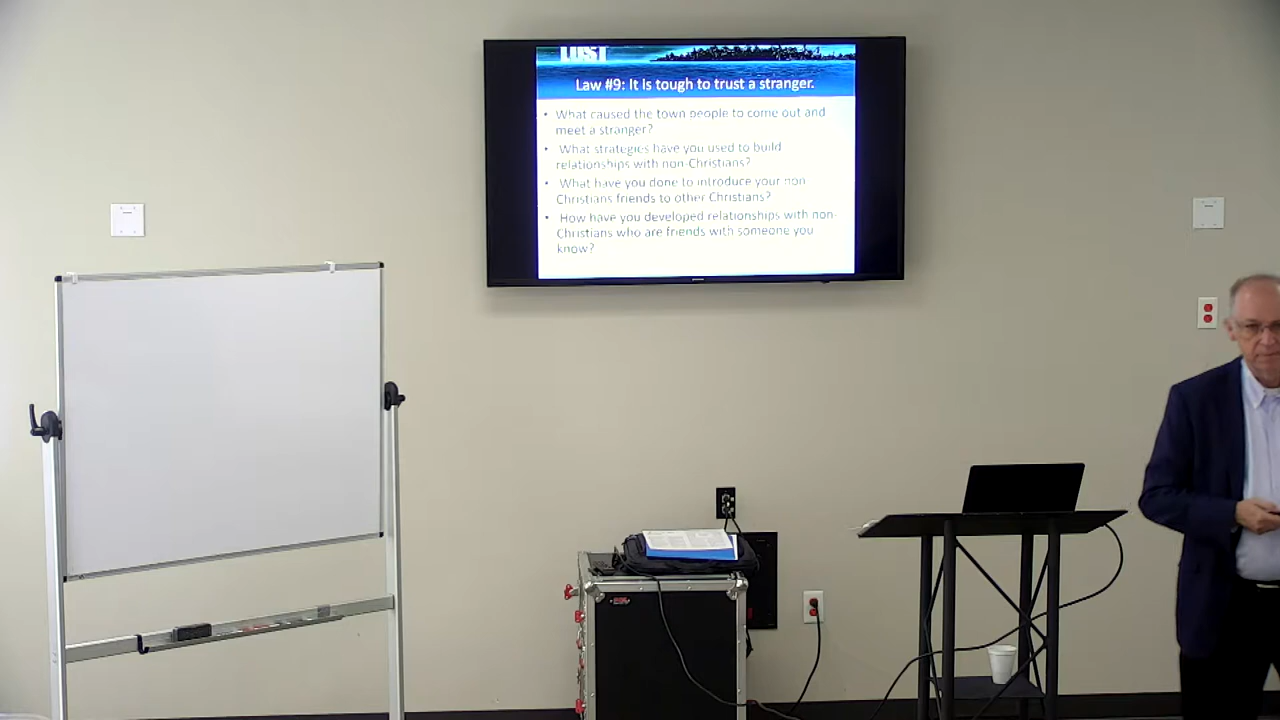 LUST
Law #9: It is tough to trust a stranger.
• What caused the town people to come out and
meet a stranger?
• What strategies have you used to build
relationships with non-Christians?
• What have you done to introduce your non
Christians friends to other Christians?
• How have you developed relationships with non-
Christians who are friends with someone you
know?